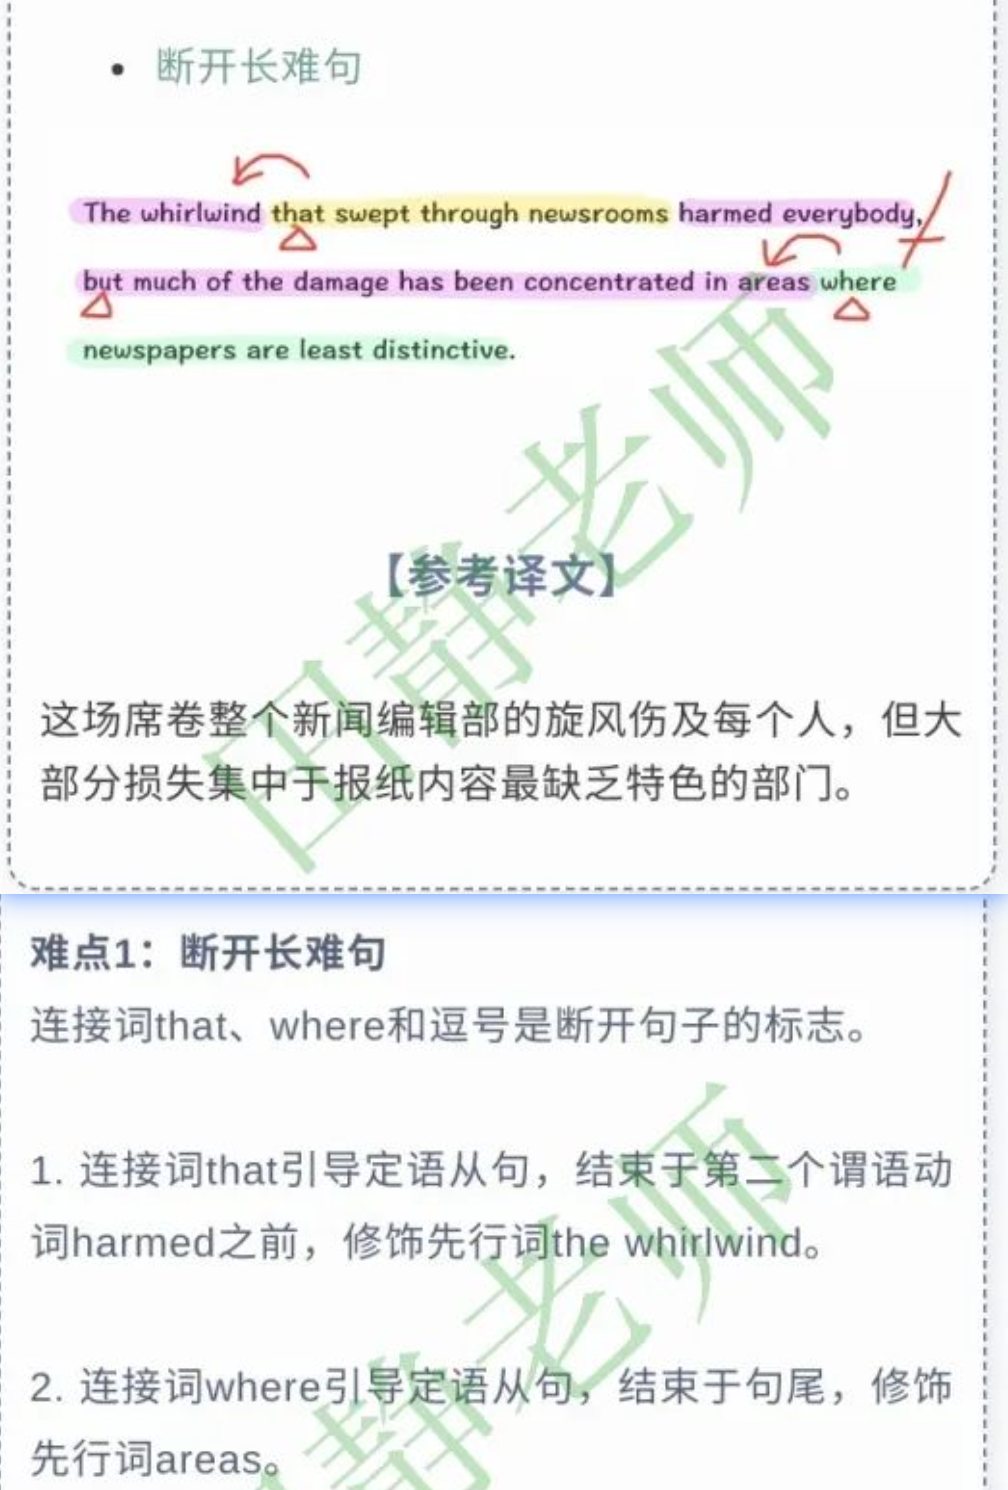 断开长难句
The whirlwind that swept through newsrooms harmed everybody,
but much of the damage has been concentrated in areas where
newspapers are least distinctive.
【参考译文】
这场席卷整个新闻编辑部的旋风伤及每个人，但大
部分损失集中于报纸内容最缺乏特色的部门。
田静老师
难点1：断开长难句
连接词that、where和逗号是断开句子的标志。
1. 连接词that引导定语从句，结束于第二个谓语动
词harmed之前，修饰先行词the whirlwind。
2. 连接词where引导定语从句，结束于句尾，修饰
先行词areas。
静老师